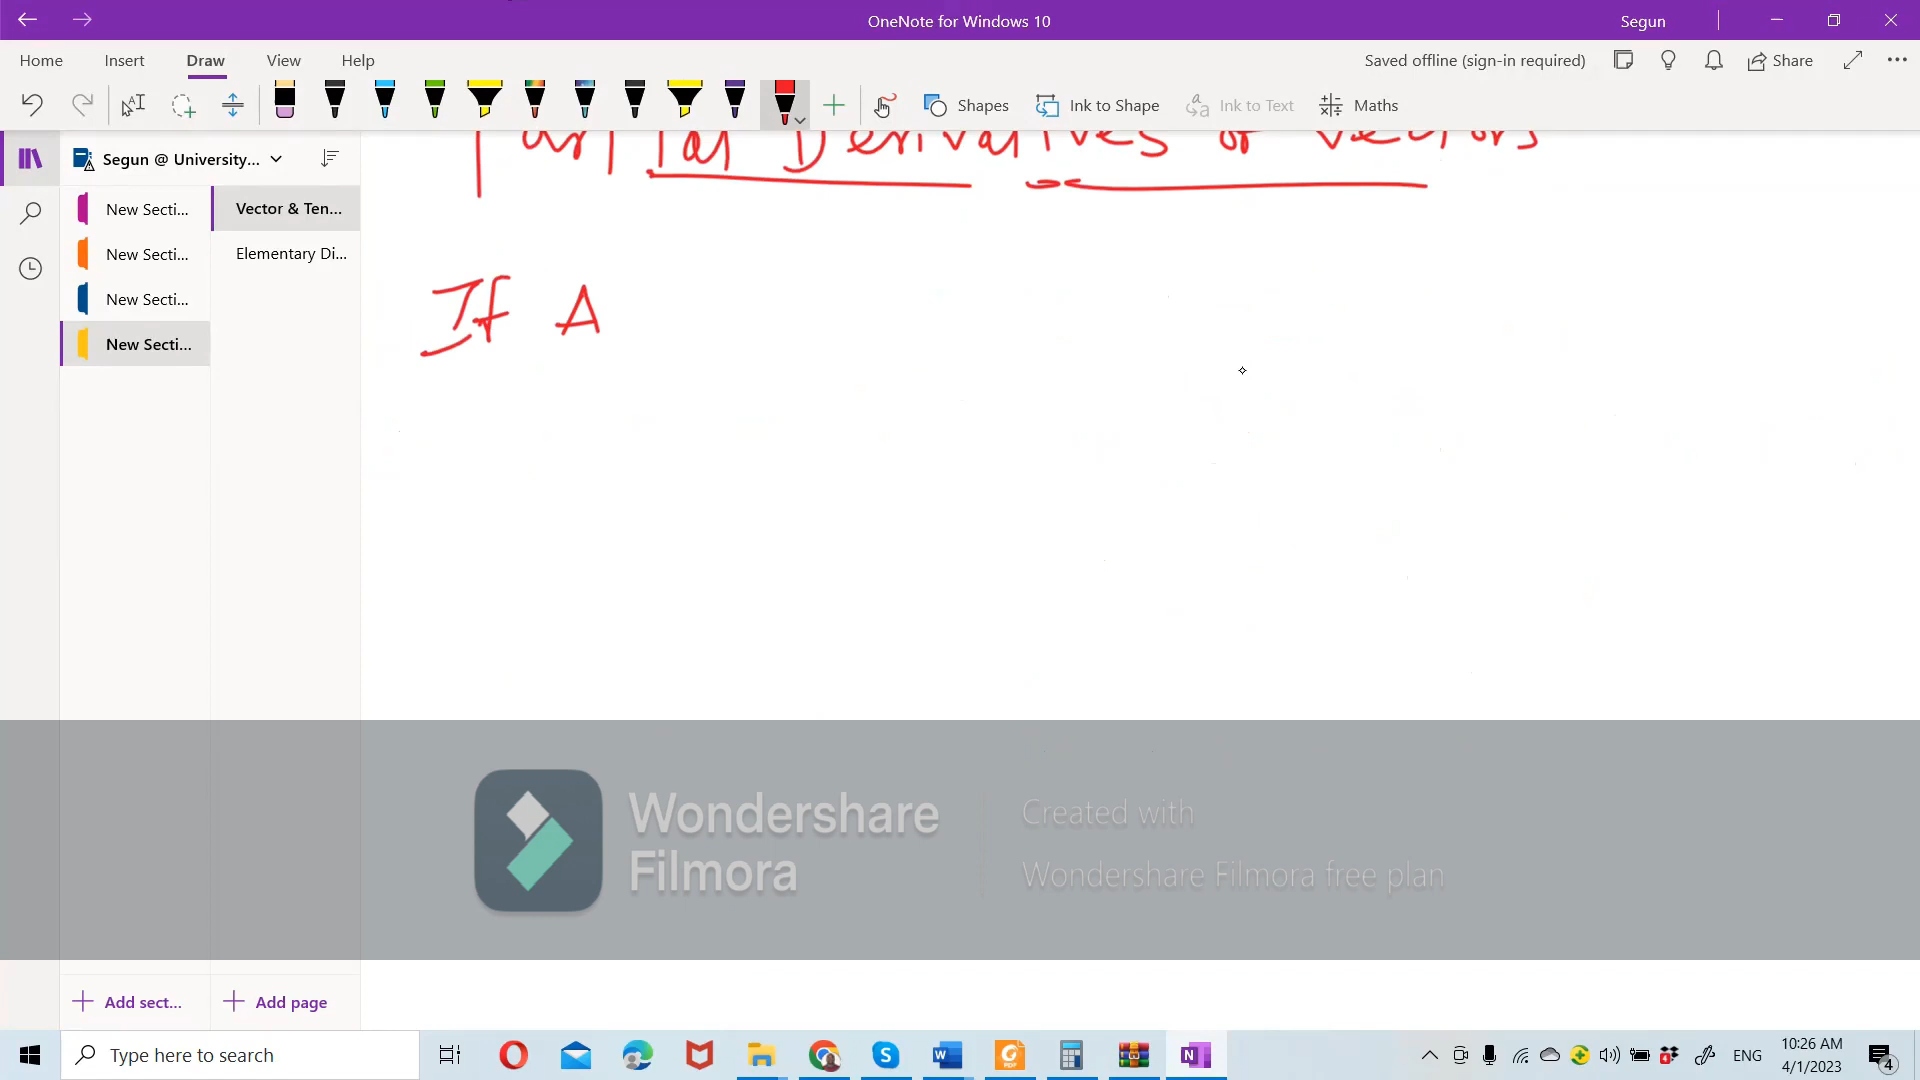 OneNote for Windows 10
Segun
Home Insert Draw View Help
Saved offline (sign-in required)
Share
Shapes
Ink to Shape
Ink to Text
Maths
Segun @ University...
New Secti...
New Secti...
New Secti...
New Secti...
Vector & Ten...
Elementary Di...
Partial Derivatives of Vectors
If A
Wondershare
Filmora
Created with
Wondershare Filmora free plan
Add sect...
Add page
Type here to search
ENG
10:26 AM
4/1/2023
4